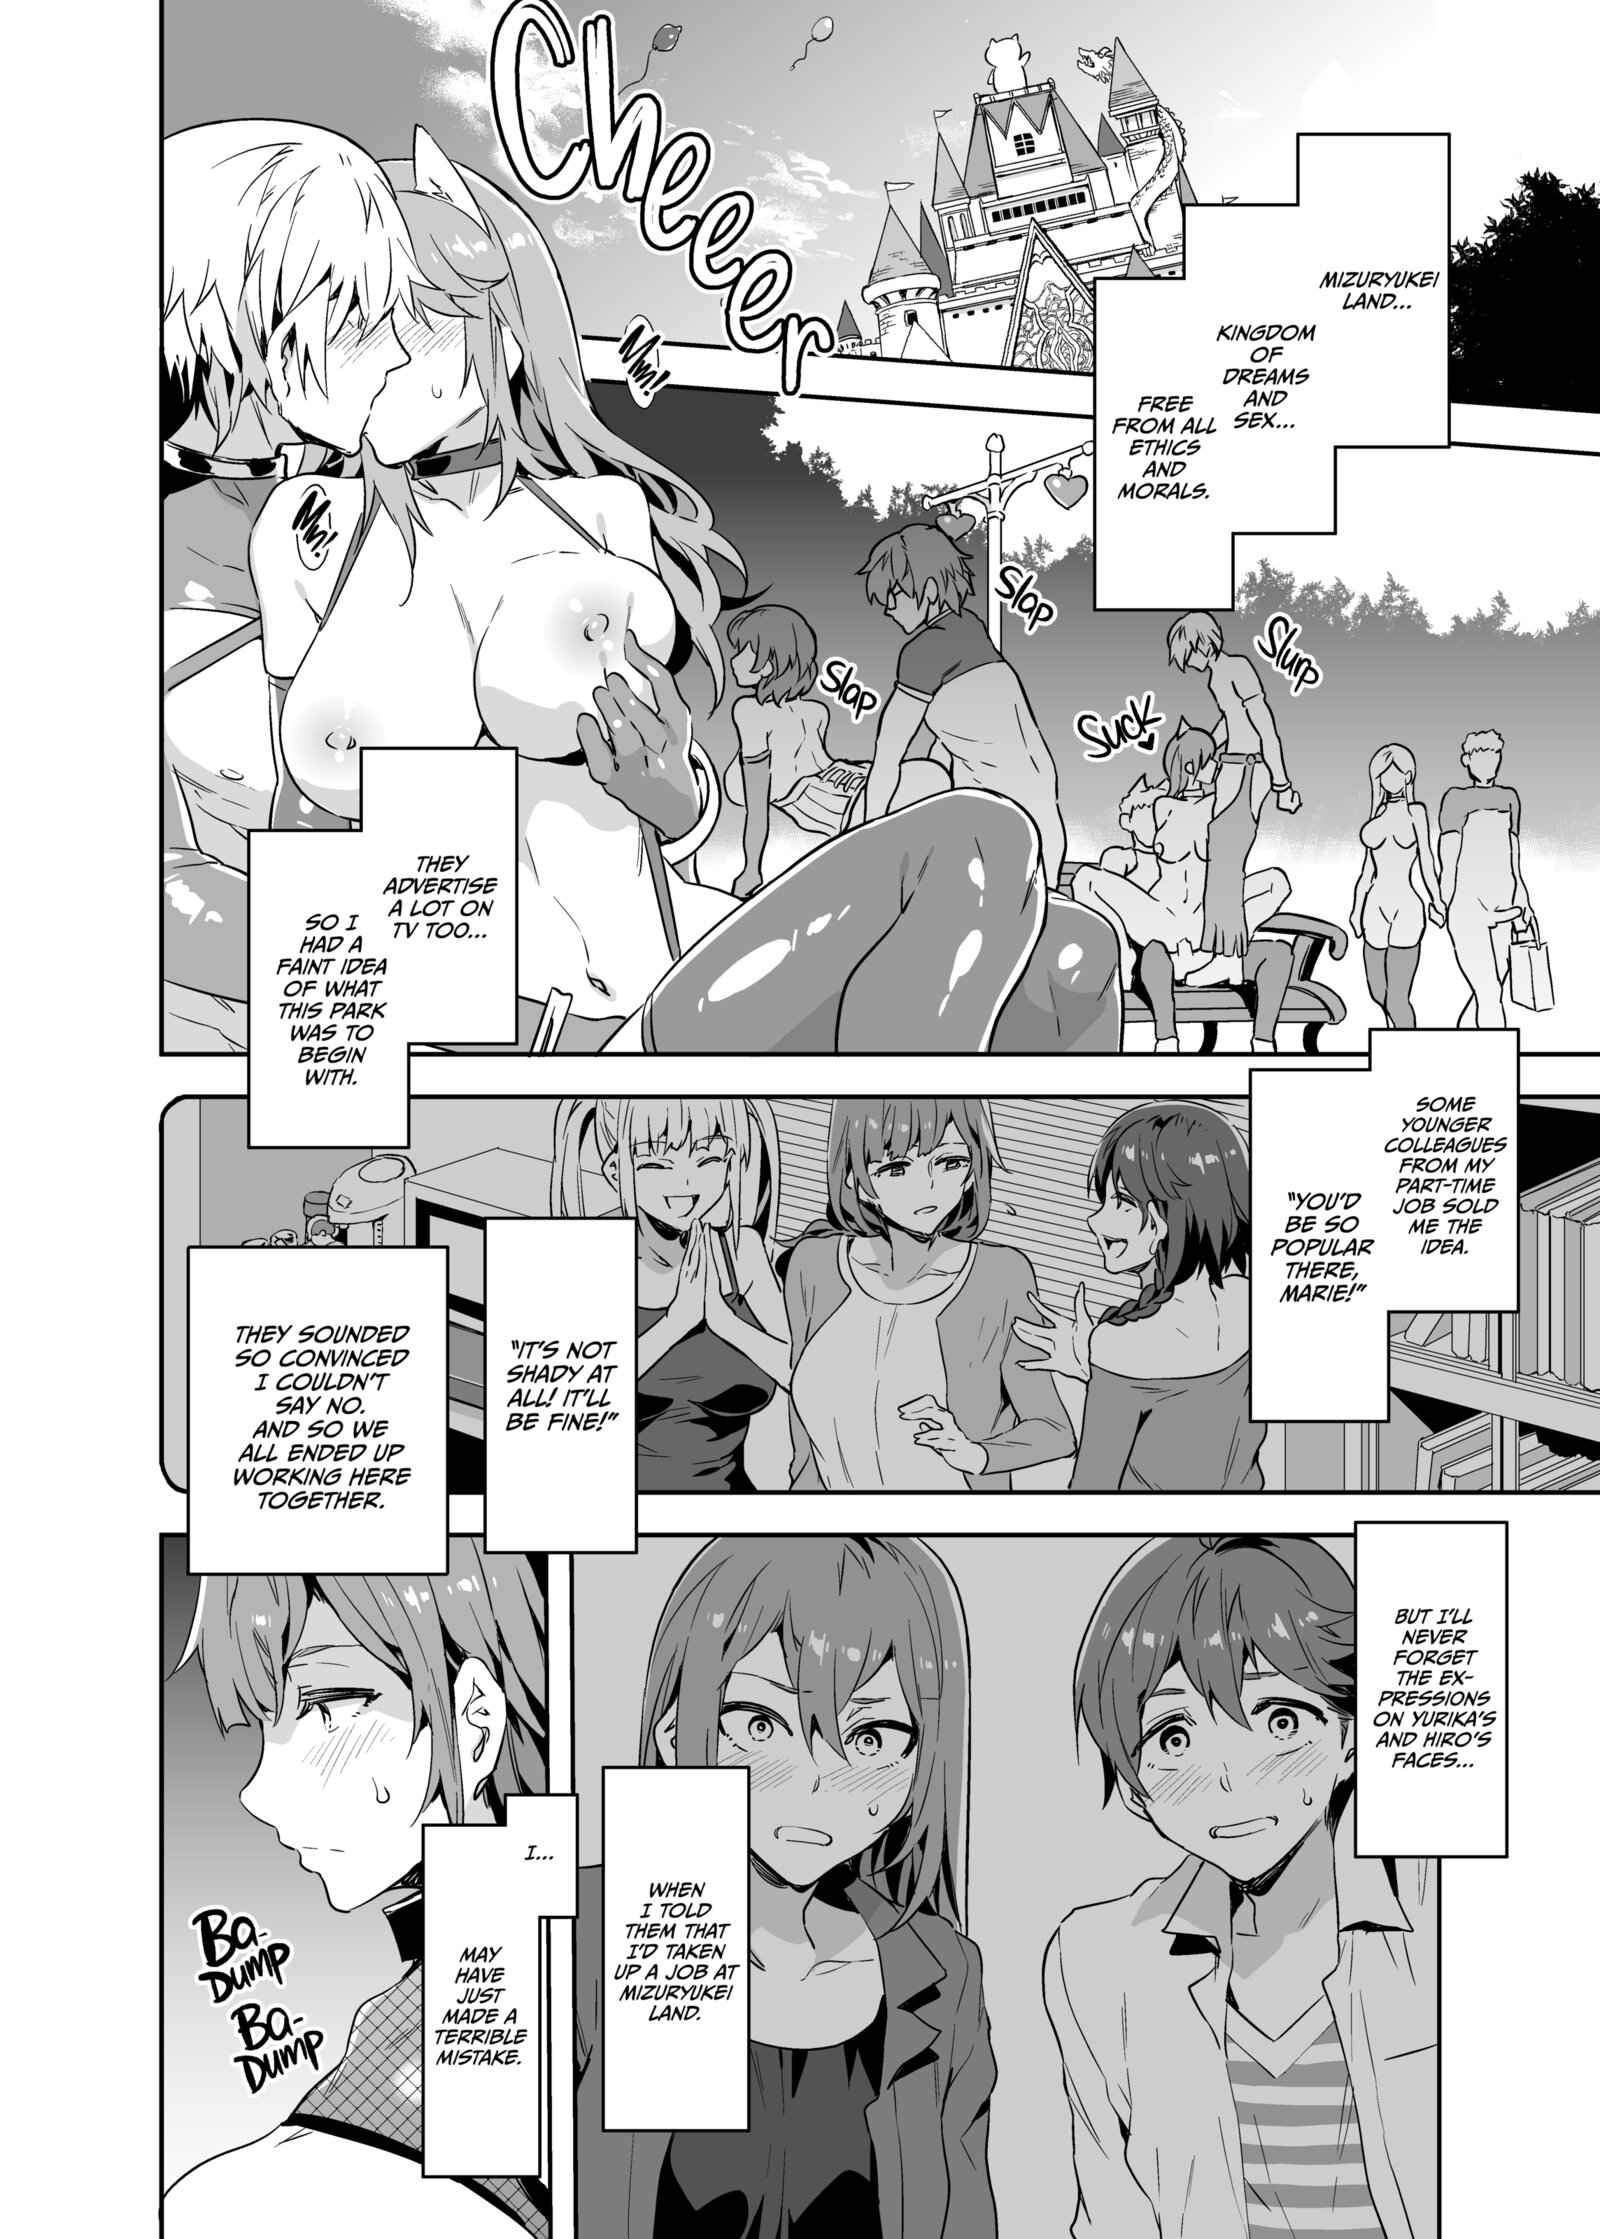 Cheeer
MIZURYUKEI
LAND...
KINGDOM
OF
DREAMS
AND
SEX...
FREE
FROM ALL
ETHICS
AND
MORALS.
Mn!
Mn!
Slap
Slap
Slurp
Suck
THEY
ADVERTISE
A LOT ON
TV TOO...
SO I
HAD A
FAINT IDEA
OF WHAT
THIS PARK
WAS TO
BEGIN
WITH.
SOME
YOUNGER
COLLEAGUES
FROM MY
PART-TIME
JOB SOLD
ME THE
IDEA.
"YOU'D
BE SO
POPULAR
THERE,
MARIE!"
"IT'S NOT
SHADY AT
ALL! IT'LL
BE FINE!"
THEY SOUNDED
SO CONVINCED
I COULDN'T
SAY NO.
AND SO WE
ALL ENDED UP
WORKING HERE
TOGETHER.
BUT I'LL
NEVER
FORGET
THE EX-
PRESSIONS
ON YURIKA'S
AND HIRO'S
FACES...
WHEN
I TOLD
THEM THAT
I'D TAKEN
UP A JOB AT
MIZURYUKEI
LAND.
I...
MAY
HAVE
JUST
MADE A
TERRIBLE
MISTAKE.
Ba-
Dump
Ba-
Dump